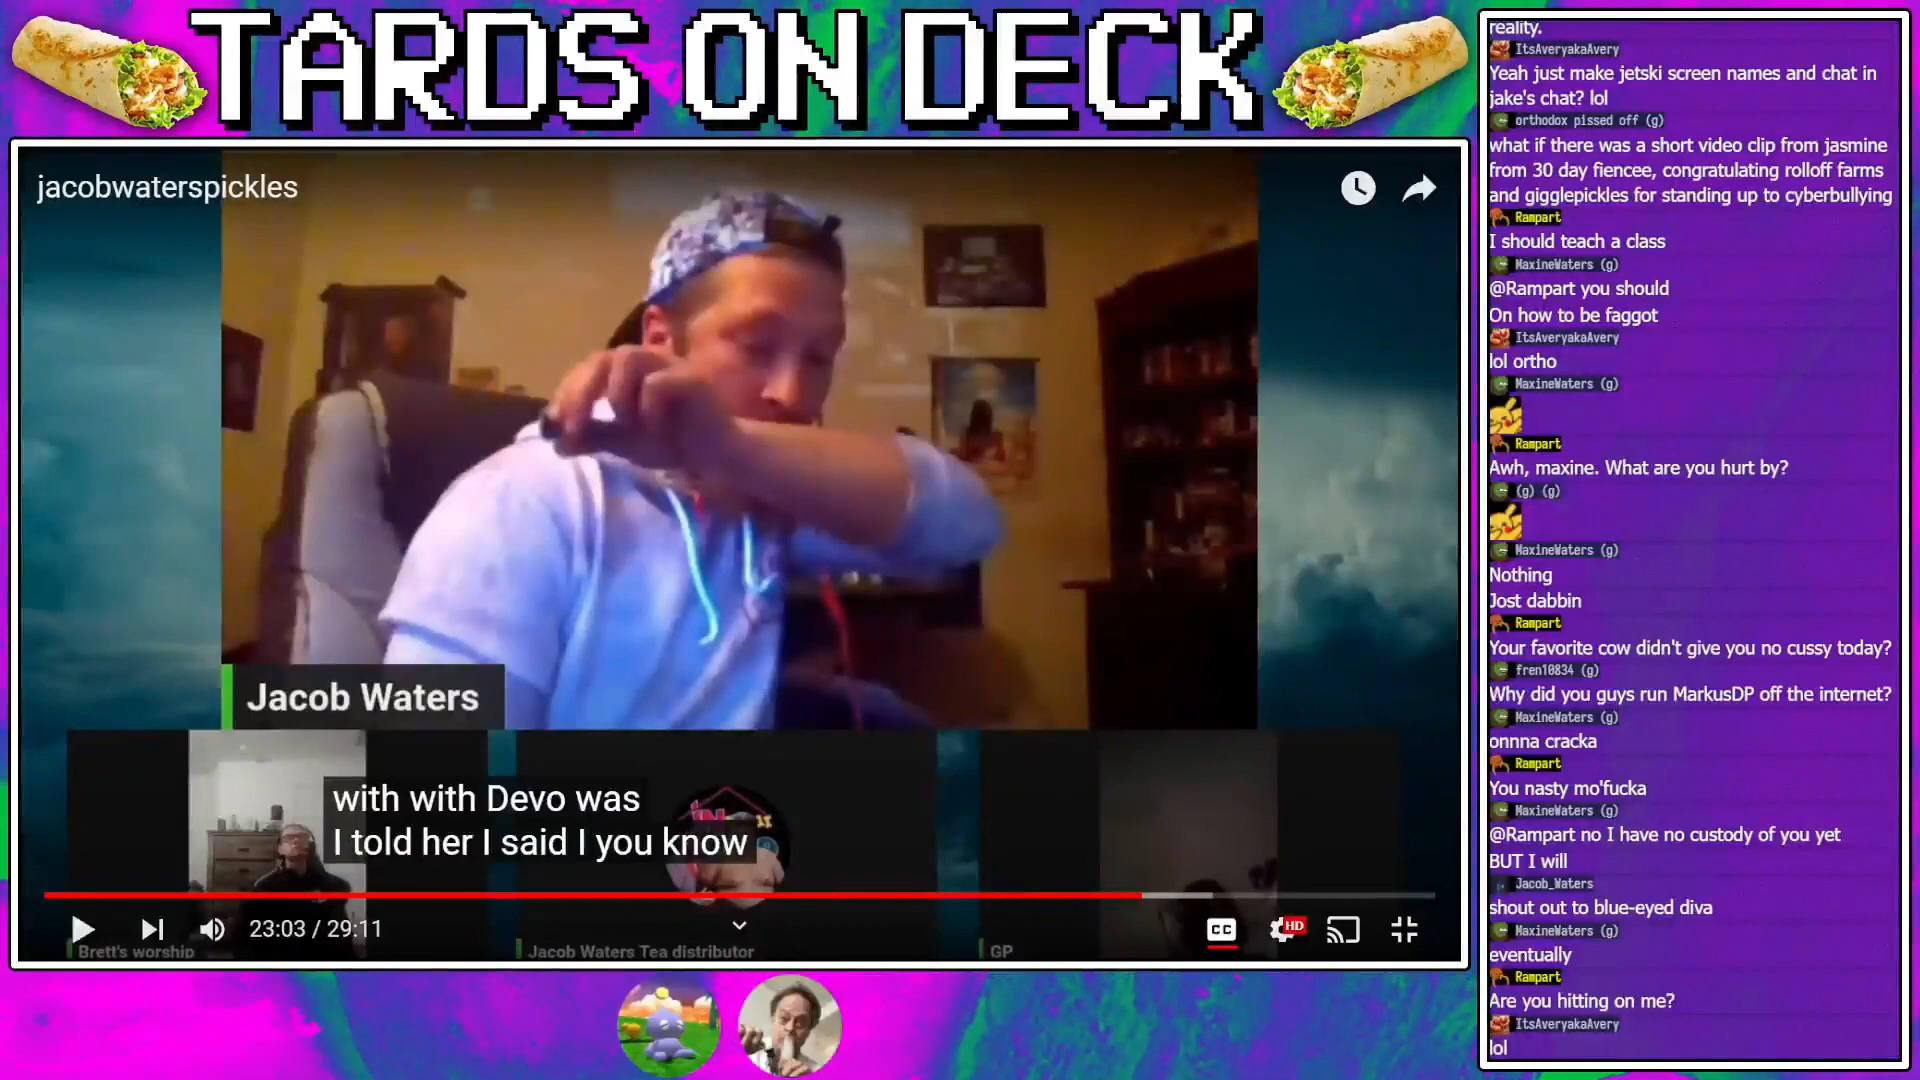 TARDS ON DECK
jacobwaterspickles
Jacob Waters
with with Devo was
I told her I said I you know
23:03 / 29:11
CC
HD
Brett's worship
Jacob Waters Tea distributor
GP
reality.
ItsAveryakaAvery
Yeah just make jetski screen names and chat in
jake's chat? lol
orthodox pissed off (g)
what if there was a short video clip from jasmine
from 30 day fiencee, congratulating rolloff farms
and gigglepickles for standing up to cyberbullying
Rampart
I should teach a class
MaxineWaters (g)
@Rampart you should
On how to be faggot
ItsAveryakaAvery
lol ortho
MaxineWaters (g)
Rampart
Awh, maxine. What are you hurt by?
(g) (g)
MaxineWaters (g)
Nothing
Jost dabbin
Rampart
Your favorite cow didn't give you no cussy today?
fren10834 (g)
Why did you guys run MarkusDP off the internet?
MaxineWaters (g)
onnna cracka
Rampart
You nasty mo'fucka
MaxineWaters (g)
@Rampart no I have no custody of you yet
BUT I will
Jacob_Waters
shout out to blue-eyed diva
MaxineWaters (g)
eventually
Rampart
Are you hitting on me?
ItsAveryakaAvery
lol